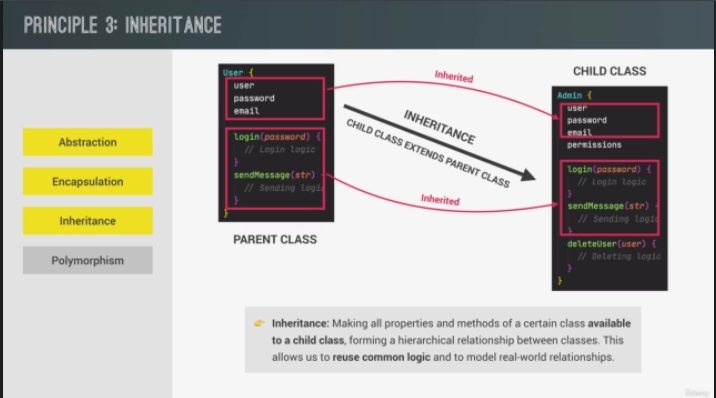 PRINCIPLE 3: INHERITANCE
Abstraction
Encapsulation
Inheritance
Polymorphism
User {
user
password
email
login(password) {
// Login logic
}
sendMessage(str)
// Sending logic
}
}
PARENT CLASS
Inherited
INHERITANCE
CHILD CLASS EXTENDS PARENT CLASS
Inherited
CHILD CLASS
Admin {
user
password
email
permissions
login(password) {
// Login logic
}
sendMessage(str) {
// Sending logic
}
deleteUser(user) {
// Deleting logic
}
}
👉 Inheritance: Making all properties and methods of a certain class available
to a child class, forming a hierarchical relationship between classes. This
allows us to reuse common logic and to model real-world relationships.
Udemy